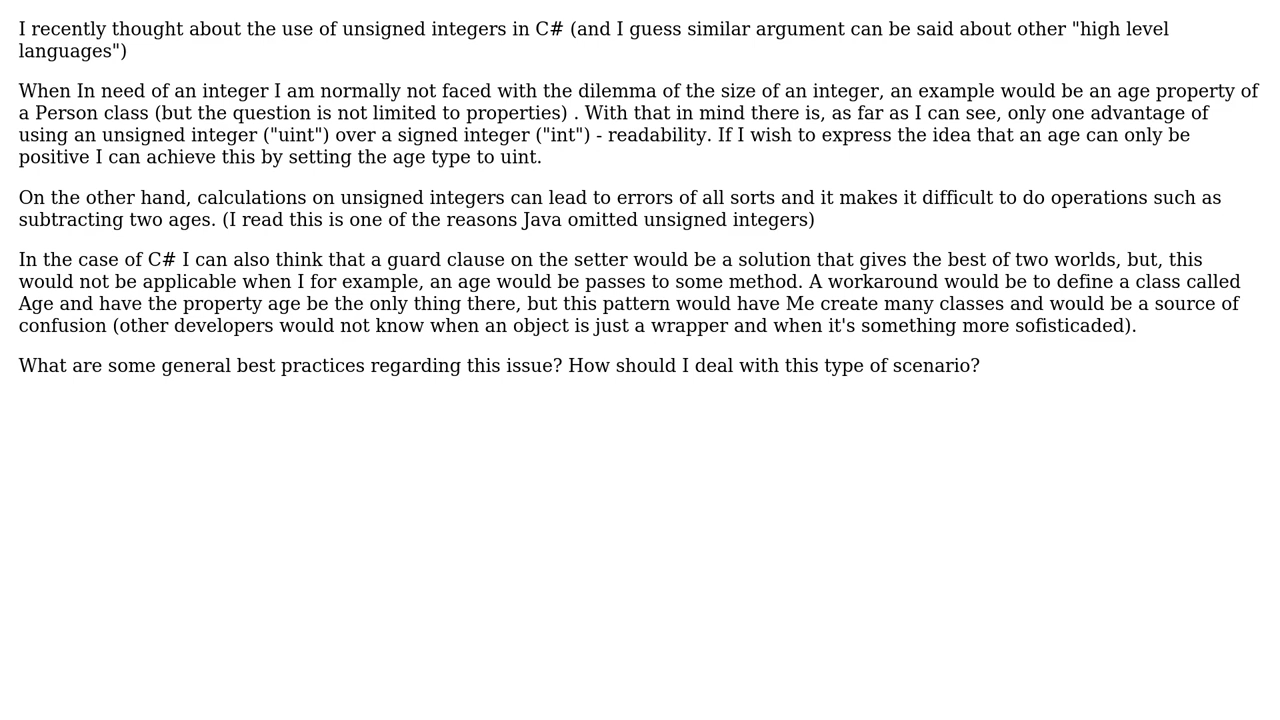 I recently thought about the use of unsigned integers in C# (and I guess similar argument can be said about other "high level
languages")
When In need of an integer I am normally not faced with the dilemma of the size of an integer, an example would be an age property of
a Person class (but the question is not limited to properties) . With that in mind there is, as far as I can see, only one advantage of
using an unsigned integer ("uint") over a signed integer ("int") - readability. If I wish to express the idea that an age can only be
positive I can achieve this by setting the age type to uint.
On the other hand, calculations on unsigned integers can lead to errors of all sorts and it makes it difficult to do operations such as
subtracting two ages. (I read this is one of the reasons Java omitted unsigned integers)
In the case of C# I can also think that a guard clause on the setter would be a solution that gives the best of two worlds, but, this
would not be applicable when I for example, an age would be passes to some method. A workaround would be to define a class called
Age and have the property age be the only thing there, but this pattern would have Me create many classes and would be a source of
confusion (other developers would not know when an object is just a wrapper and when it's something more sofisticaded).
What are some general best practices regarding this issue? How should I deal with this type of scenario?